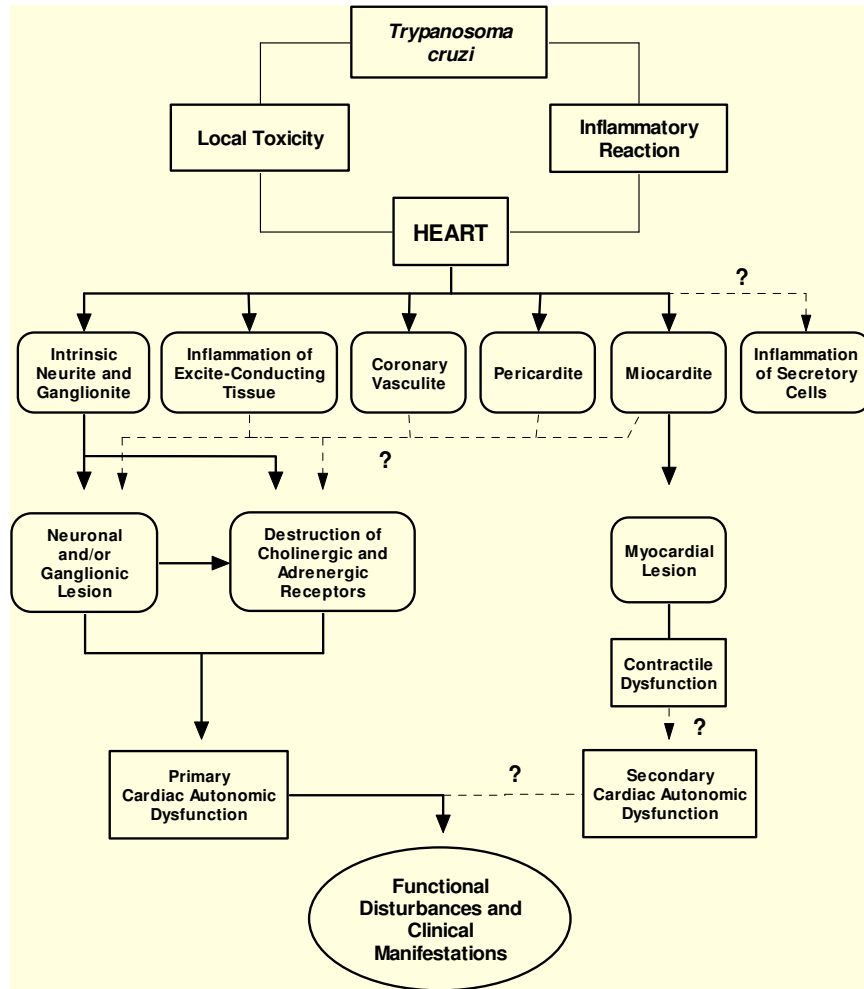 Trypanosoma
cruzi
Local Toxicity
Inflammatory
Reaction
HEART
?
Intrinsic
Neurite and
Ganglionite
Inflammation of
Excite-Conducting
Tissue
Coronary
Vasculite
Pericardite
Miocardite
Inflammation
of Secretory
Cells
?
Neuronal
and/or
Ganglionic
Lesion
Destruction of
Cholinergic and
Adrenergic
Receptors
Myocardial
Lesion
Contractile
Dysfunction
?
Primary
Cardiac Autonomic
Dysfunction
?
Secondary
Cardiac Autonomic
Dysfunction
Functional
Disturbances and
Clinical
Manifestations